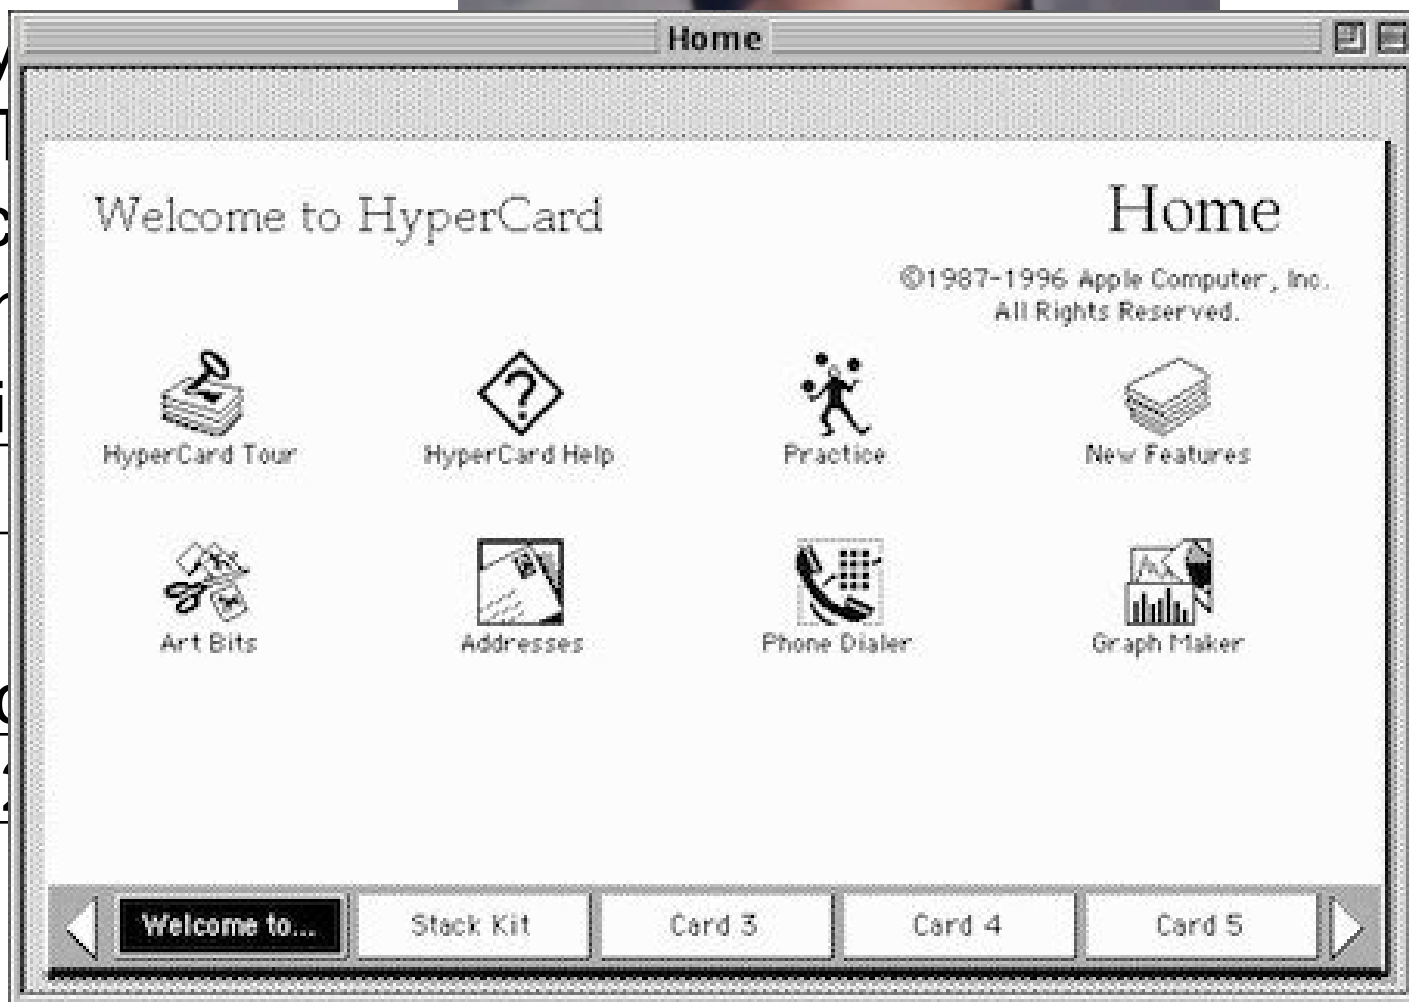 Home
Welcome to HyperCard
Home
©1987-1996 Apple Computer, Inc.
All Rights Reserved.
HyperCard Tour
HyperCard Help
Practice
New Features
Art Bits
Addresses
Phone Dialer
Graph Maker
Welcome to...
Stack Kit
Card 3
Card 4
Card 5